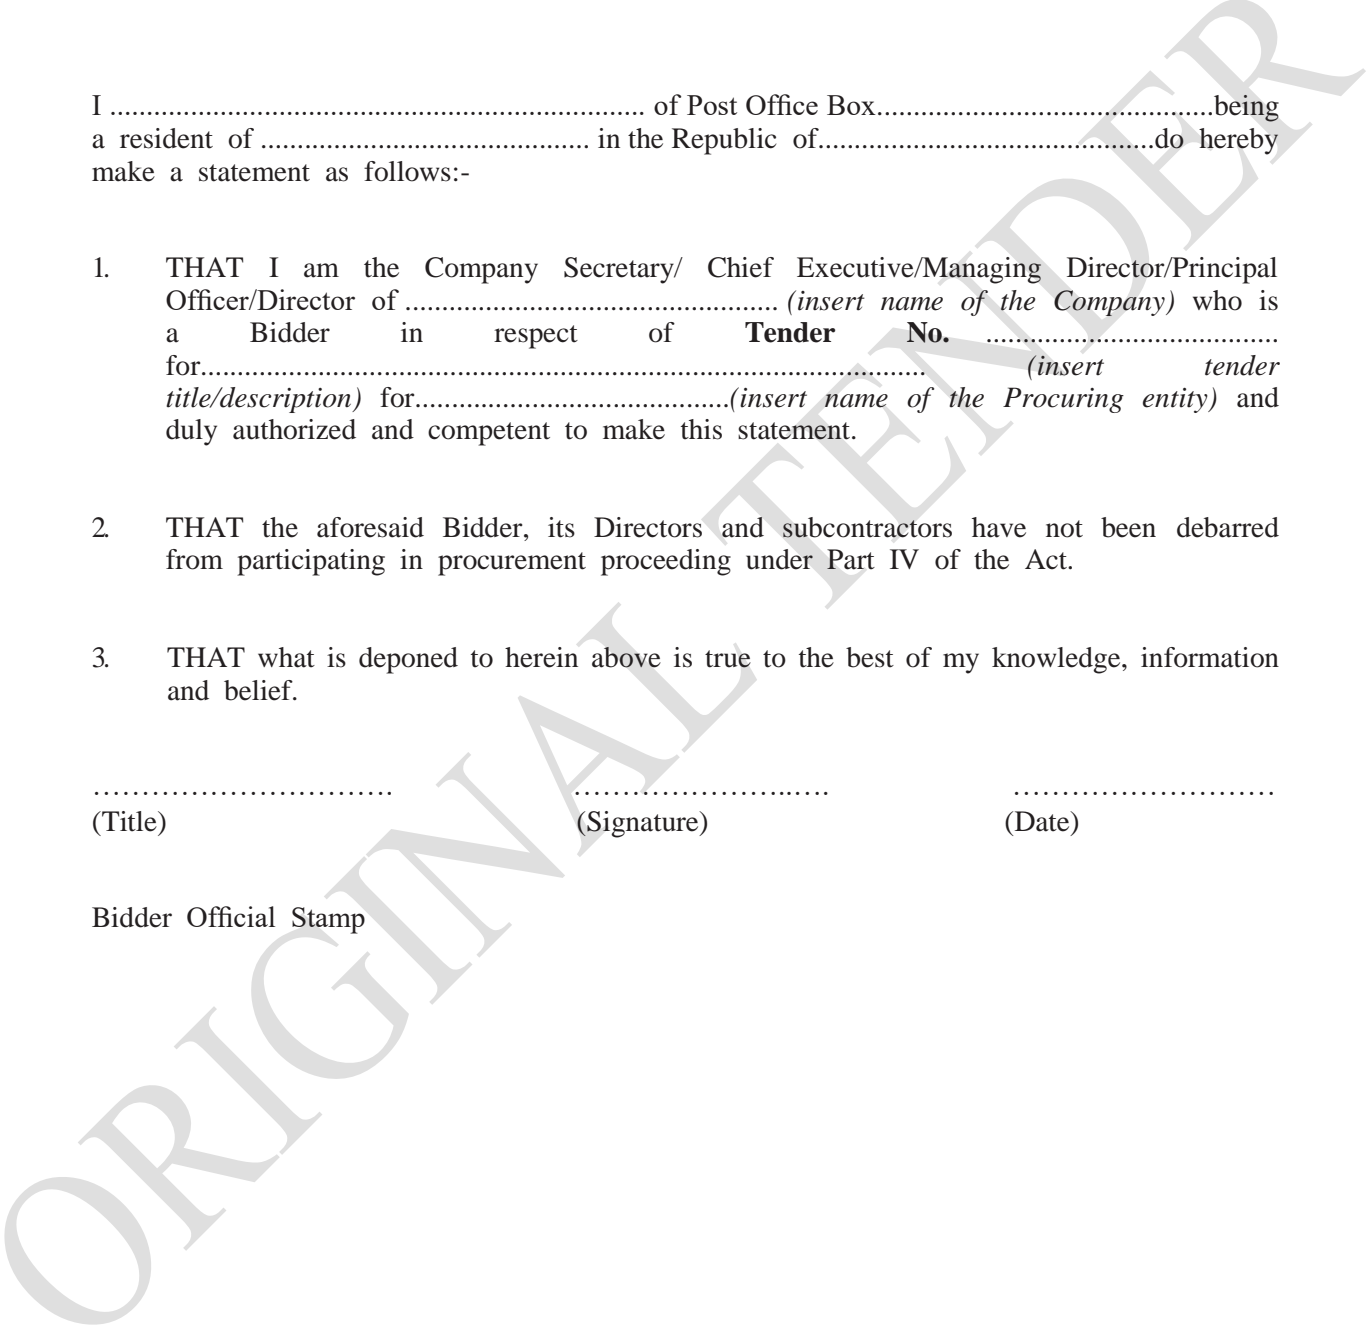 I ......................................................................... of Post Office Box..............................................being
a resident of ............................................. in the Republic of..............................................do hereby
make a statement as follows:-
1. THAT I am the Company Secretary/ Chief Executive/Managing Director/Principal
Officer/Director of ................................................... (insert name of the Company) who is
a Bidder in respect of Tender No. ........................................
for................................................................................................... (insert tender
title/description) for...........................................(insert name of the Procuring entity) and
duly authorized and competent to make this statement.
2. THAT the aforesaid Bidder, its Directors and subcontractors have not been debarred
from participating in procurement proceeding under Part IV of the Act.
3. THAT what is deponed to herein above is true to the best of my knowledge, information
and belief.
…………………………. …………………..…. ………………………
(Title) (Signature) (Date)
Bidder Official Stamp
ORIGINAL TENDER